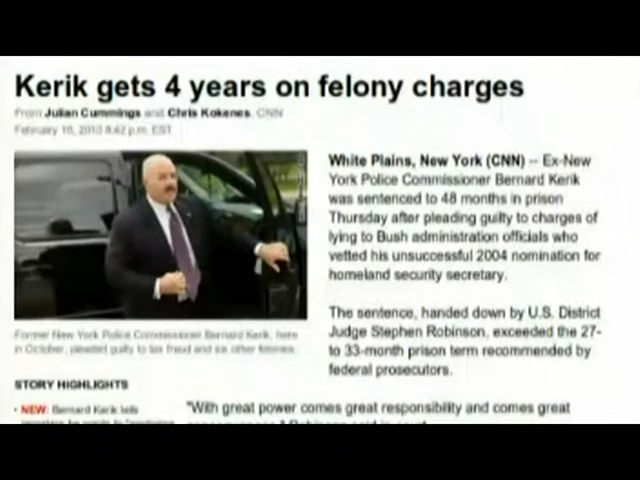 Kerik gets 4 years on felony charges
From Julian Cummings and Chris Kokenes, CNN
February 18, 2010 8:42 p.m. EST
White Plains, New York (CNN) -- Ex-New
York Police Commissioner Bernard Kerik
was sentenced to 48 months in prison
Thursday after pleading guilty to charges of
lying to Bush administration officials who
vetted his unsuccessful 2004 nomination for
homeland security secretary.
The sentence, handed down by U.S. District
Judge Stephen Robinson, exceeded the 27-
to 33-month prison term recommended by
federal prosecutors.
Former New York Police Commissioner Bernard Kerik, here
in October, pleaded guilty to tax fraud and six other felonies.
STORY HIGHLIGHTS
• NEW: Bernard Kerik tells
"With great power comes great responsibility and comes great